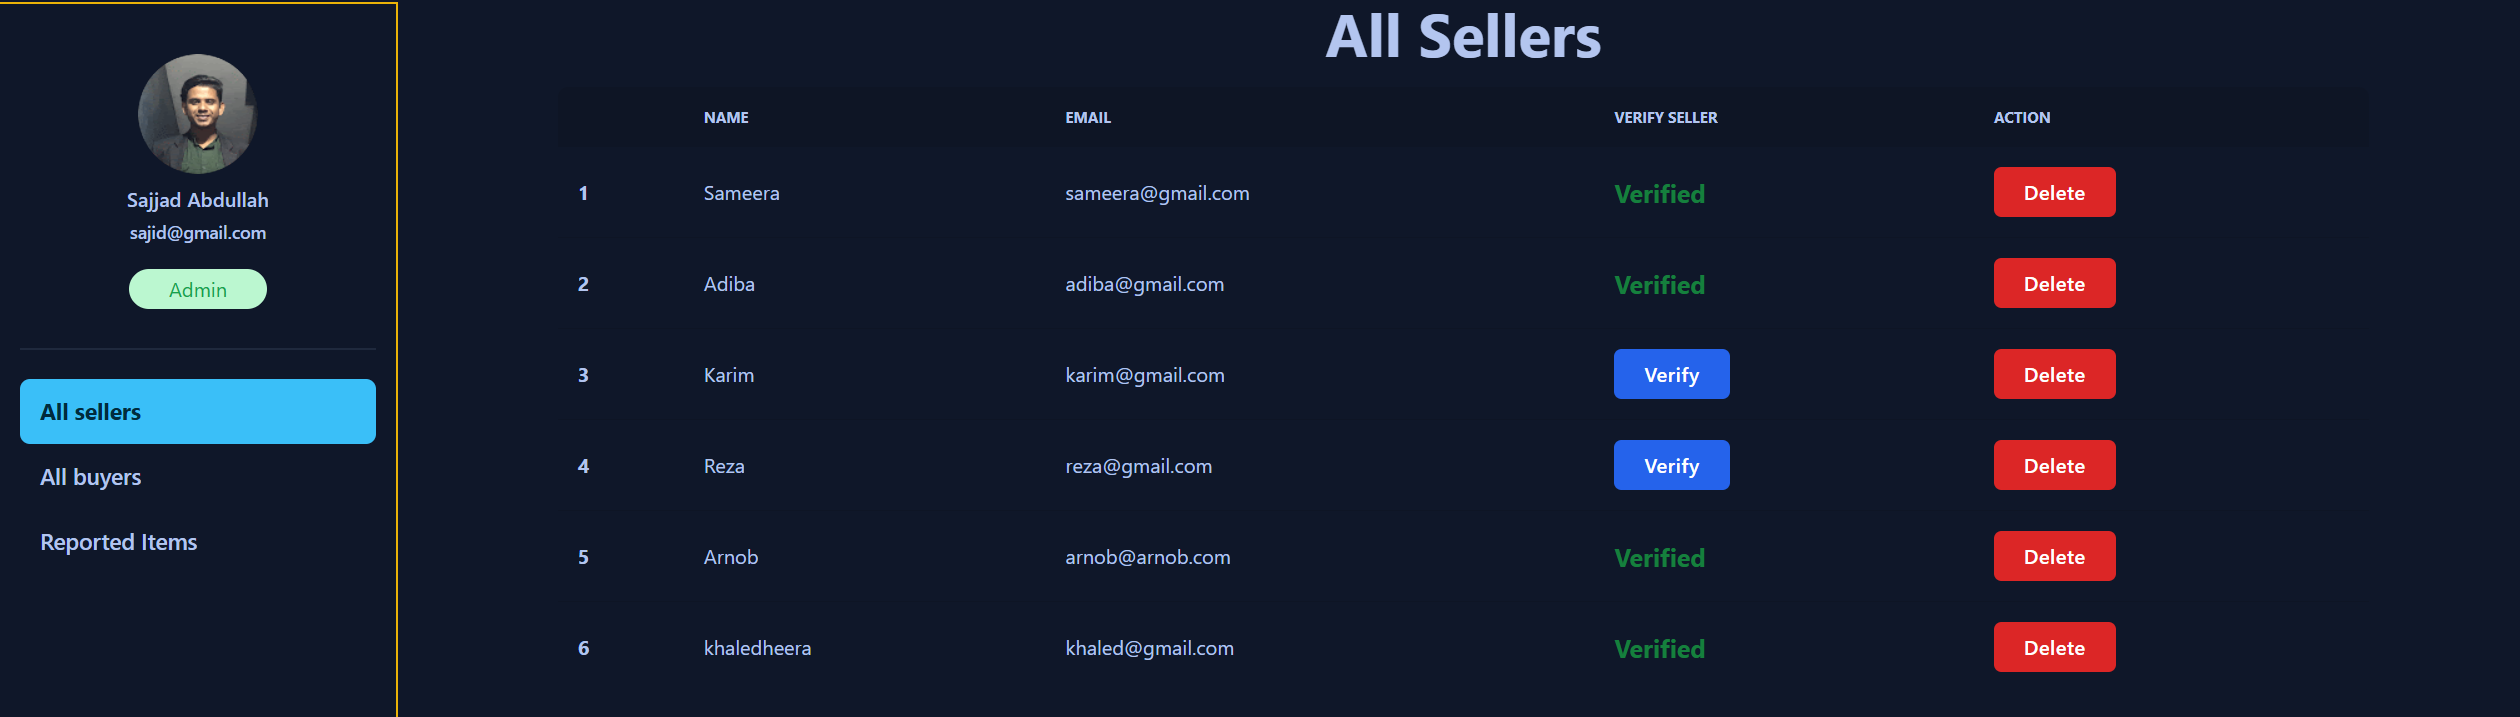 Sajjad Abdullah
sajid@gmail.com
Admin
All sellers
All buyers
Reported Items
All Sellers
NAME EMAIL VERIFY SELLER ACTION
1 Sameera sameera@gmail.com Verified Delete
2 Adiba adiba@gmail.com Verified Delete
3 Karim karim@gmail.com Verify Delete
4 Reza reza@gmail.com Verify Delete
5 Arnob arnob@arnob.com Verified Delete
6 khaledheera khaled@gmail.com Verified Delete